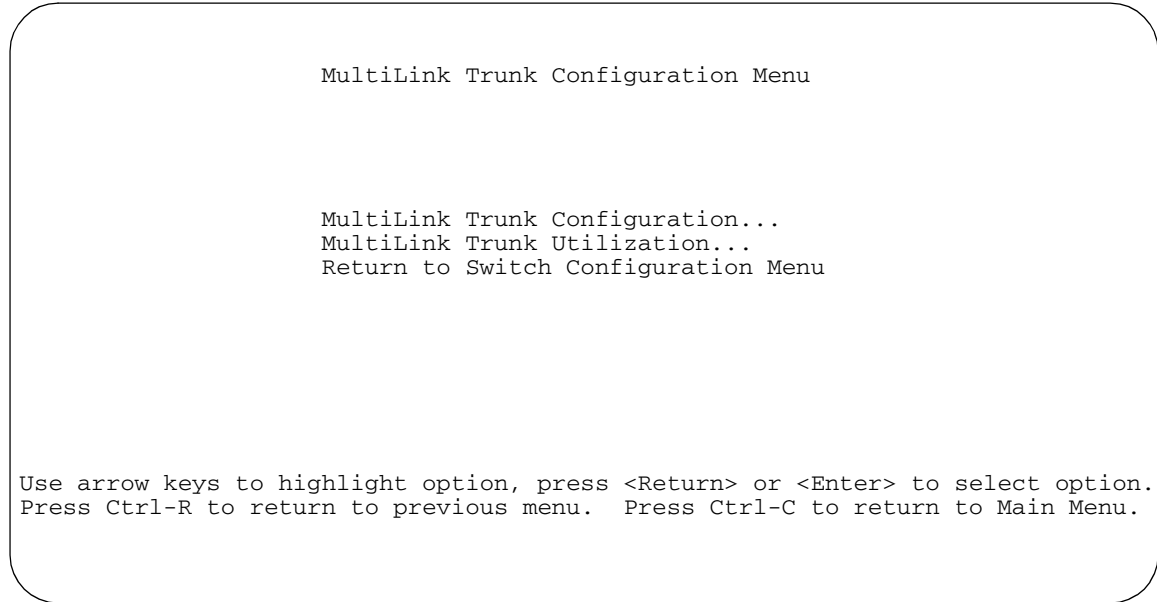 MultiLink Trunk Configuration Menu
MultiLink Trunk Configuration...
MultiLink Trunk Utilization...
Return to Switch Configuration Menu
Use arrow keys to highlight option, press <Return> or <Enter> to select option.
Press Ctrl-R to return to previous menu.  Press Ctrl-C to return to Main Menu.